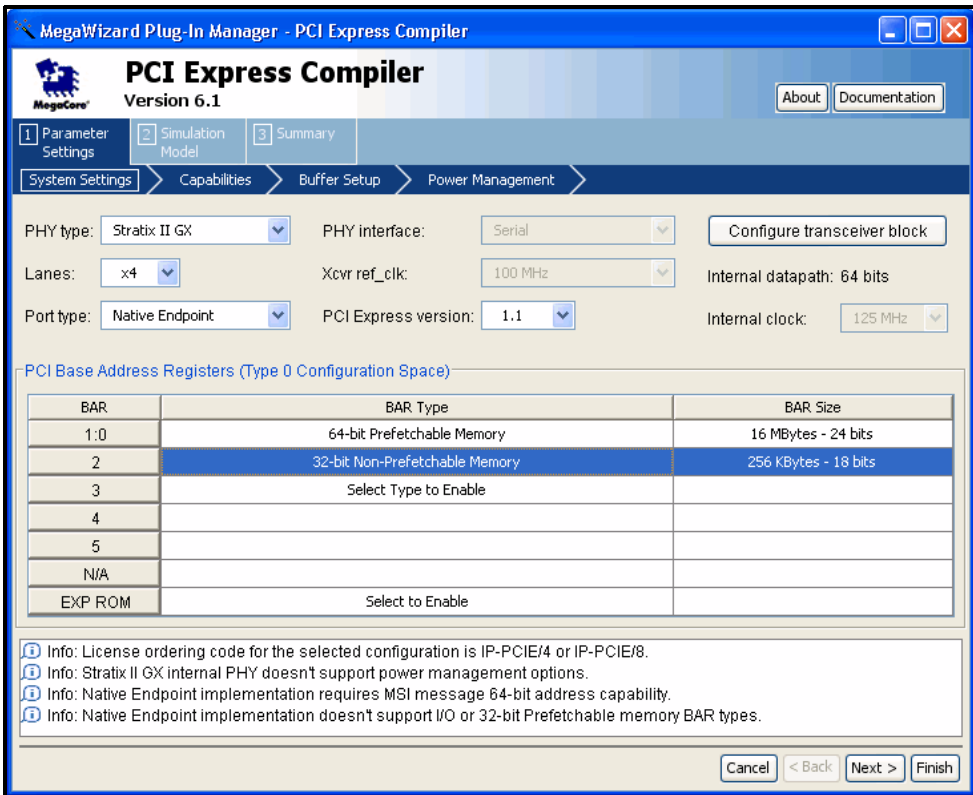 MegaWizard Plug-In Manager - PCI Express Compiler
MegaCore®
PCI Express Compiler
Version 6.1
About
Documentation
1 Parameter Settings
2 Simulation Model
3 Summary
System Settings
Capabilities
Buffer Setup
Power Management
PHY type: Stratix II GX
PHY interface: Serial
Configure transceiver block
Lanes: x4
Xcvr ref_clk: 100 MHz
Internal datapath: 64 bits
Port type: Native Endpoint
PCI Express version: 1.1
Internal clock: 125 MHz
PCI Base Address Registers (Type 0 Configuration Space)
BAR BAR Type BAR Size
1:0 64-bit Prefetchable Memory 16 MBytes - 24 bits
2 32-bit Non-Prefetchable Memory 256 KBytes - 18 bits
3 Select Type to Enable
4
5
N/A
EXP ROM Select to Enable
Info: License ordering code for the selected configuration is IP-PCIE/4 or IP-PCIE/8.
Info: Stratix II GX internal PHY doesn't support power management options.
Info: Native Endpoint implementation requires MSI message 64-bit address capability.
Info: Native Endpoint implementation doesn't support I/O or 32-bit Prefetchable memory BAR types.
Cancel
< Back
Next >
Finish